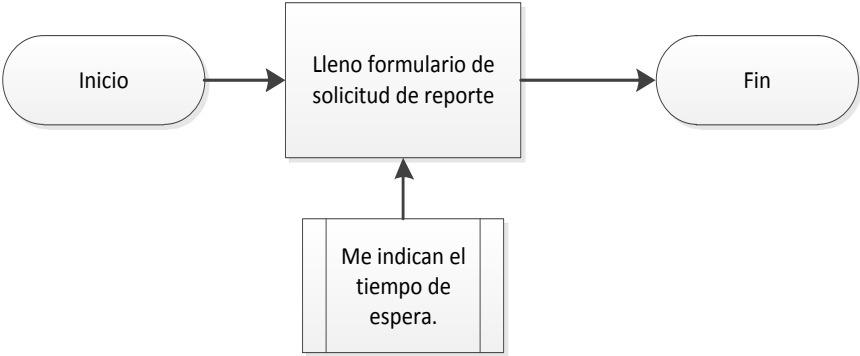 Inicio
Lleno formulario de
solicitud de reporte
Fin
Me indican el
tiempo de
espera.